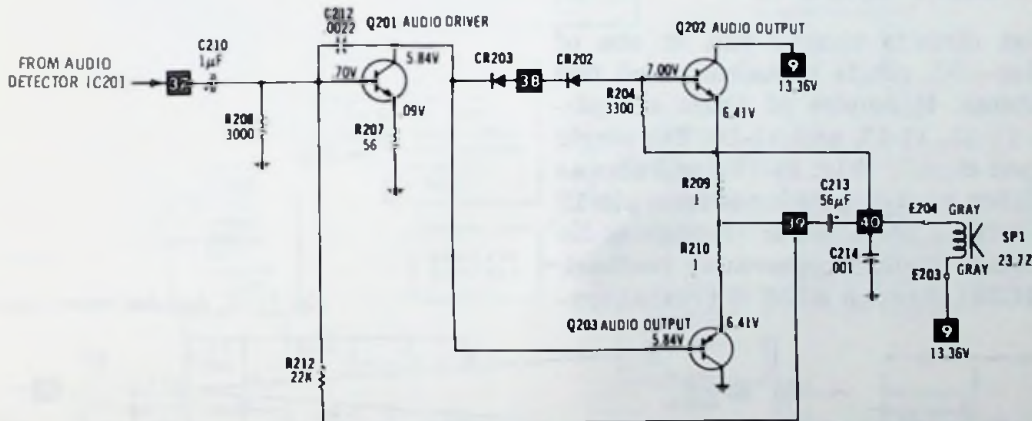 C212
.0022
Q201 AUDIO DRIVER
Q202 AUDIO OUTPUT
C210
1µF
FROM AUDIO
DETECTOR IC201
37
.70V
5.84V
CR203
38
CR202
7.00V
R204
3300
9
13.36V
R208
3000
.09V
R207
56
6.41V
R209
1
39
C213
56µF
40
E204
GRAY
SP1
23.7Ω
R210
1
C214
.001
E203
GRAY
9
13.36V
Q203 AUDIO OUTPUT
5.84V
6.41V
R212
22K